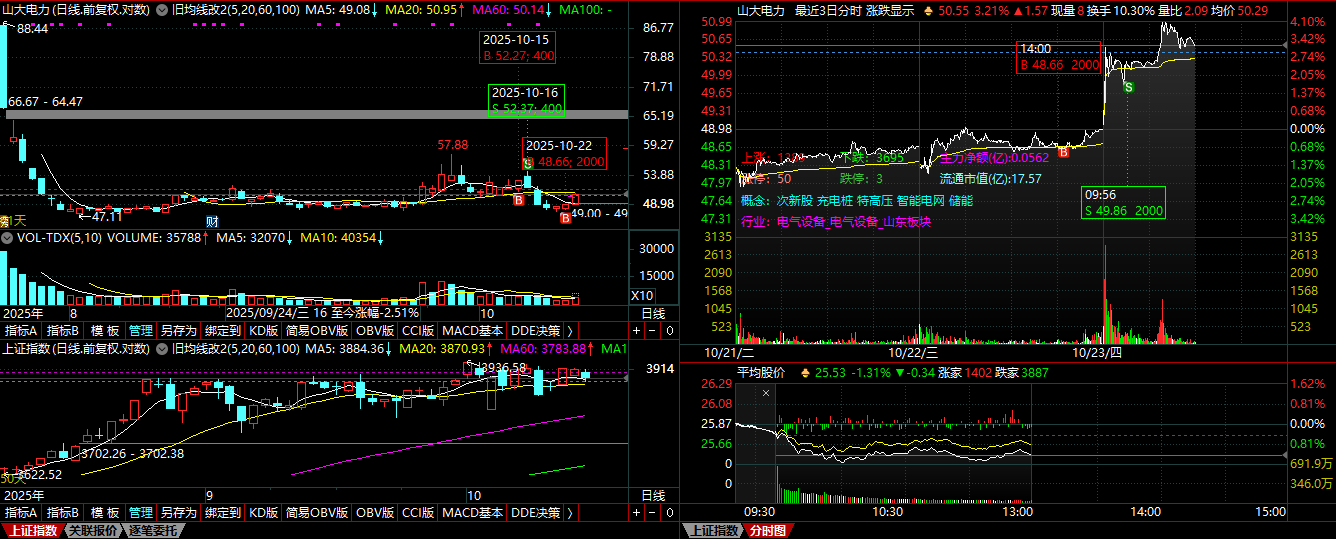 山大电力 (日线,前复权,对数) 旧均线改2(5,20,60,100) MA5: 49.08↓ MA20: 50.95↑ MA60: 50.14↓ MA100: -
88.44
86.77
2025-10-15
B 52.27; 400
78.88
2025-10-16
S 52.37; 400
71.71
66.67 - 64.47
65.19
57.88
2025-10-22
B 48.66; 2000
59.27
S
53.88
B
47.11
财
B
49.00 - 49
48.98
VOL-TDX(5,10) VOLUME: 35788↑ MA5: 32070↓ MA10: 40354↓
30000
15000
X10
2025年 8 2025/09/24/三 16 至今涨幅-2.51% 10 日线
指标A 指标B 模板 管理 另存为 绑定到 KD版 简易OBV版 OBV版 CCI版 MACD基本 DDE决策 〉 + − 0
上证指数 (日线,前复权,对数) 旧均线改2(5,20,60,100) MA5: 3884.36↓ MA20: 3870.93↑ MA60: 3783.88↑ MA1
3936.58
3914
3702.26 - 3702.38
3622.52
50天
2025年 9 10 日线
指标A 指标B 模板 管理 另存为 绑定到 KD版 简易OBV版 OBV版 CCI版 MACD基本 DDE决策 〉 + − 0
上证指数 关联报价 逐笔委托
山大电力 最近3日分时 涨跌显示 50.55 3.21% ▲1.57 现量 8 换手 10.30% 量比 2.09 均价 50.29
50.99 4.10%
50.65 3.42%
50.32 2.74%
49.99 2.05%
49.65 1.37%
49.31 0.68%
48.98 0.00%
48.65 0.68%
48.31 1.37%
47.97 2.05%
47.64 2.74%
47.31 3.42%
14:00
B 48.66 2000
S
B
下跌: 3695 主力净额(亿):0.0562
50 跌停: 3 流通市值(亿):17.57
概念: 次新股 充电桩 特高压 智能电网 储能
行业: 电气设备_电气设备_山东板块
09:56
S 49.86 2000
3135 3135
2613 2613
2090 2090
1568 1568
1045 1045
523 523
10/21/二 10/22/三 10/23/四
平均股价 25.53 -1.31% ▼-0.34 涨家 1402 跌家 3887
26.29 1.62%
26.08 0.81%
25.87 0.00%
25.66 0.81%
0 691.9万
0 346.0万
09:30 10:30 13:00 14:00 15:00
上证指数 分时图